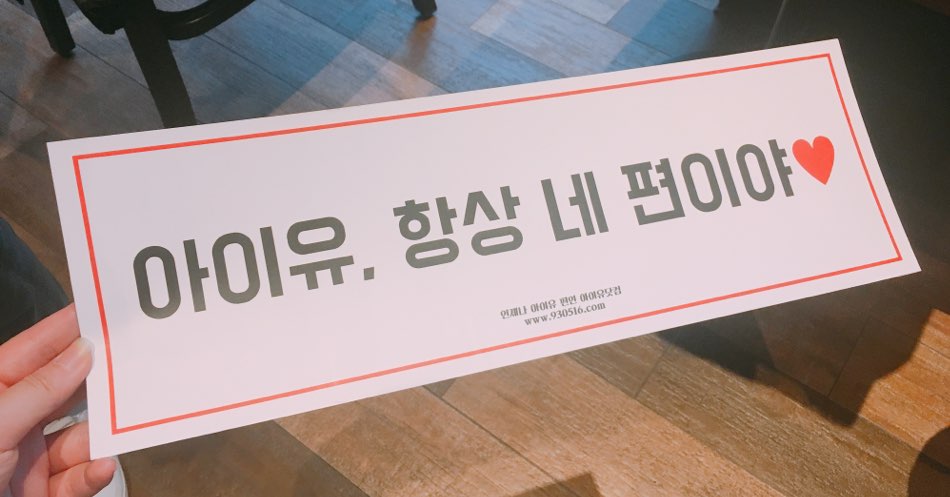 아이유, 항상 네 편이야♥
언제나 아이유 편인 아이유닷컴
www.930516.com